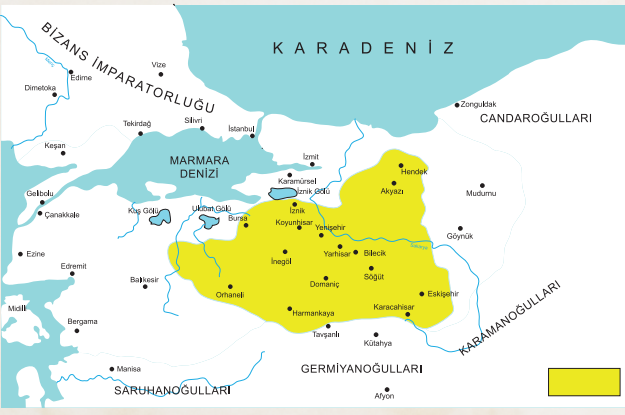 KARADENİZ
BİZANS İMPARATORLUĞU
Vize
Edirne
Dimetoka
Zonguldak
CANDAROĞULLARI
Tekirdağ
Silivri
İstanbul
Keşan
MARMARA
DENİZİ
İzmit
Hendek
Karamürsel
Akyazı
Mudurnu
Gelibolu
İznik Gölü
Çanakkale
Kuş Gölü
Ulubat Gölü
İznik
Bursa
Koyunhisar
Yenişehir
Göynük
Sakarya
Ezine
Yarhisar
Bilecik
İnegöl
Edremit
Söğüt
Balıkesir
Domaniç
Orhaneli
Eskişehir
Midilli
Harmankaya
Karacahisar
KARAMANOĞULLARI
Bergama
Tavşanlı
Kütahya
Manisa
GERMİYANOĞULLARI
SARUHANOĞULLARI
Afyon